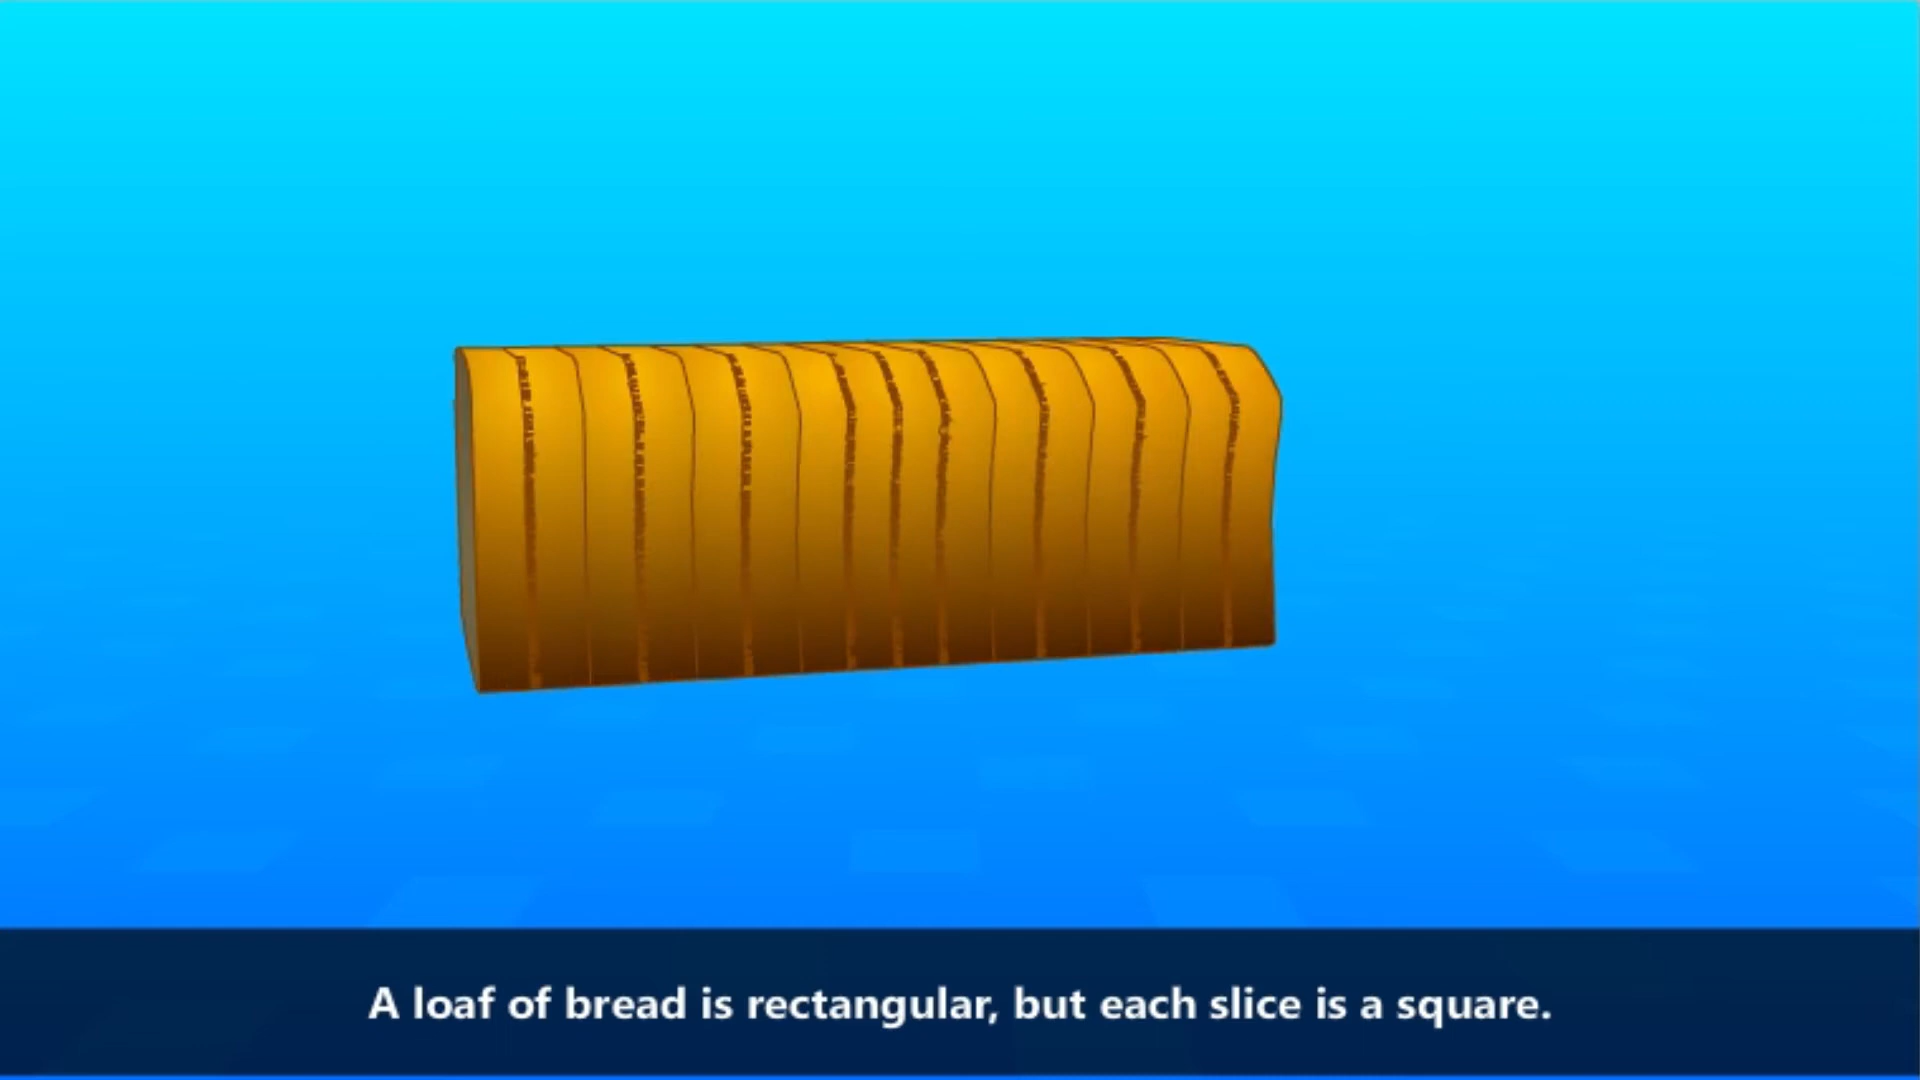 A loaf of bread is rectangular, but each slice is a square.